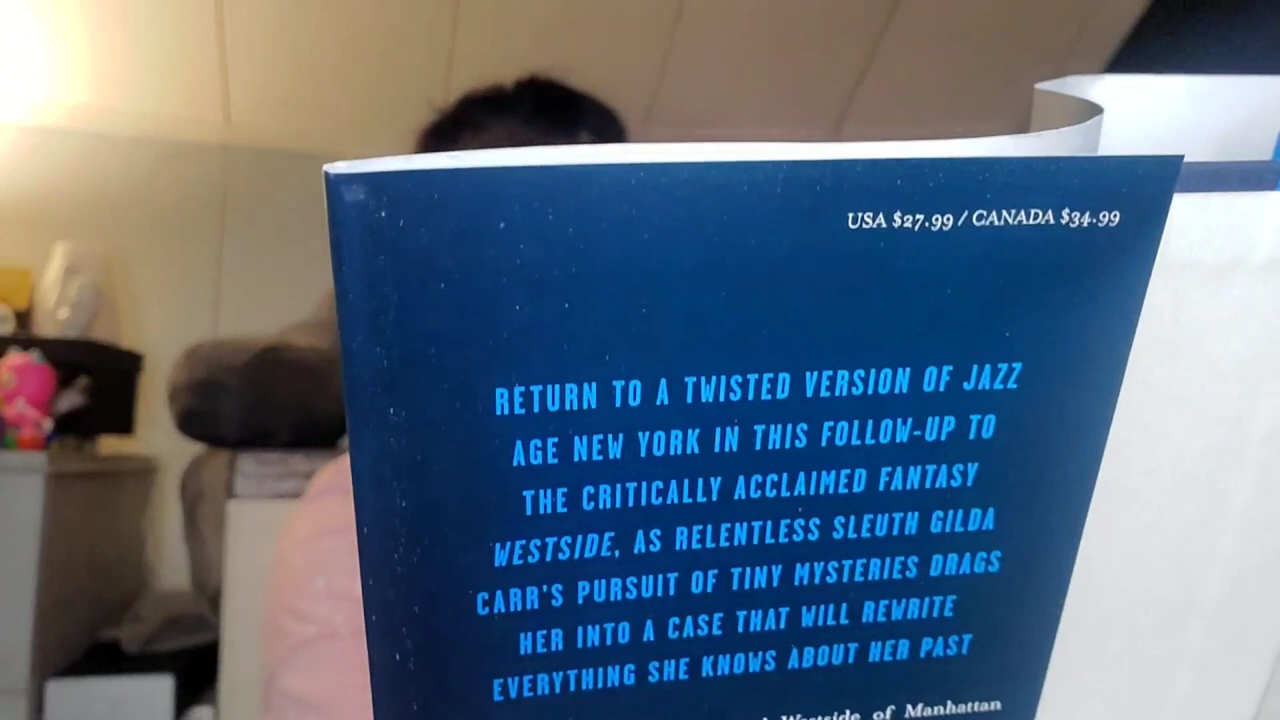 USA $27.99 / CANADA $34.99
RETURN TO A TWISTED VERSION OF JAZZ
AGE NEW YORK IN THIS FOLLOW-UP TO
THE CRITICALLY ACCLAIMED FANTASY
WESTSIDE, AS RELENTLESS SLEUTH GILDA
CARR'S PURSUIT OF TINY MYSTERIES DRAGS
HER INTO A CASE THAT WILL REWRITE
EVERYTHING SHE KNOWS ABOUT HER PAST
Westside of Manhattan